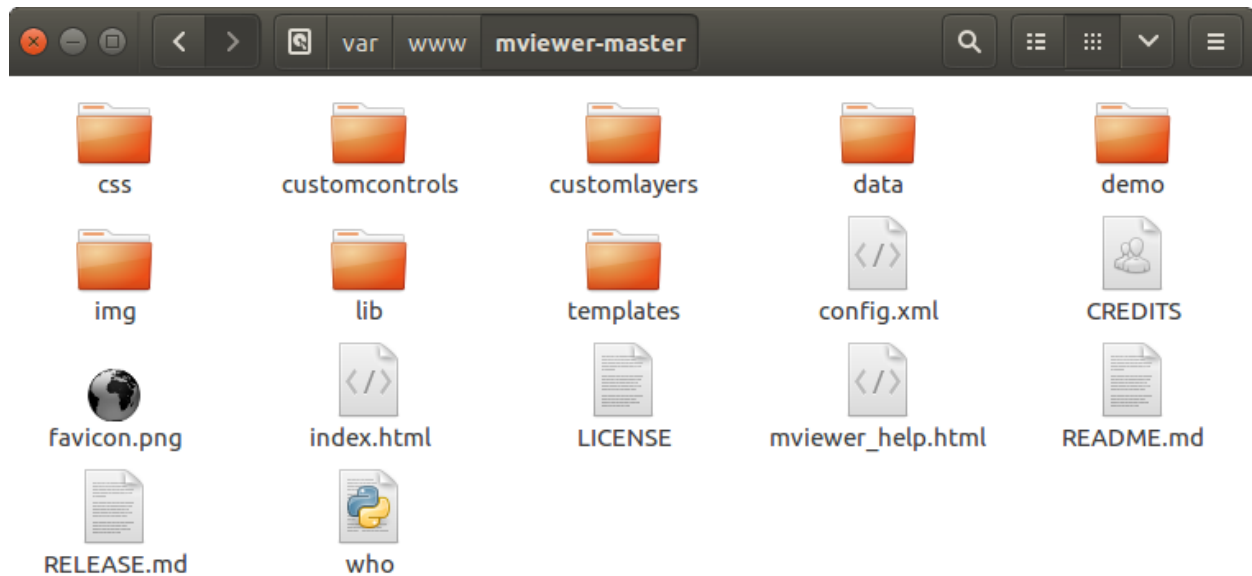 var www mviewer-master
css customcontrols customlayers data demo
img lib templates config.xml CREDITS
favicon.png index.html LICENSE mviewer_help.html README.md
RELEASE.md who